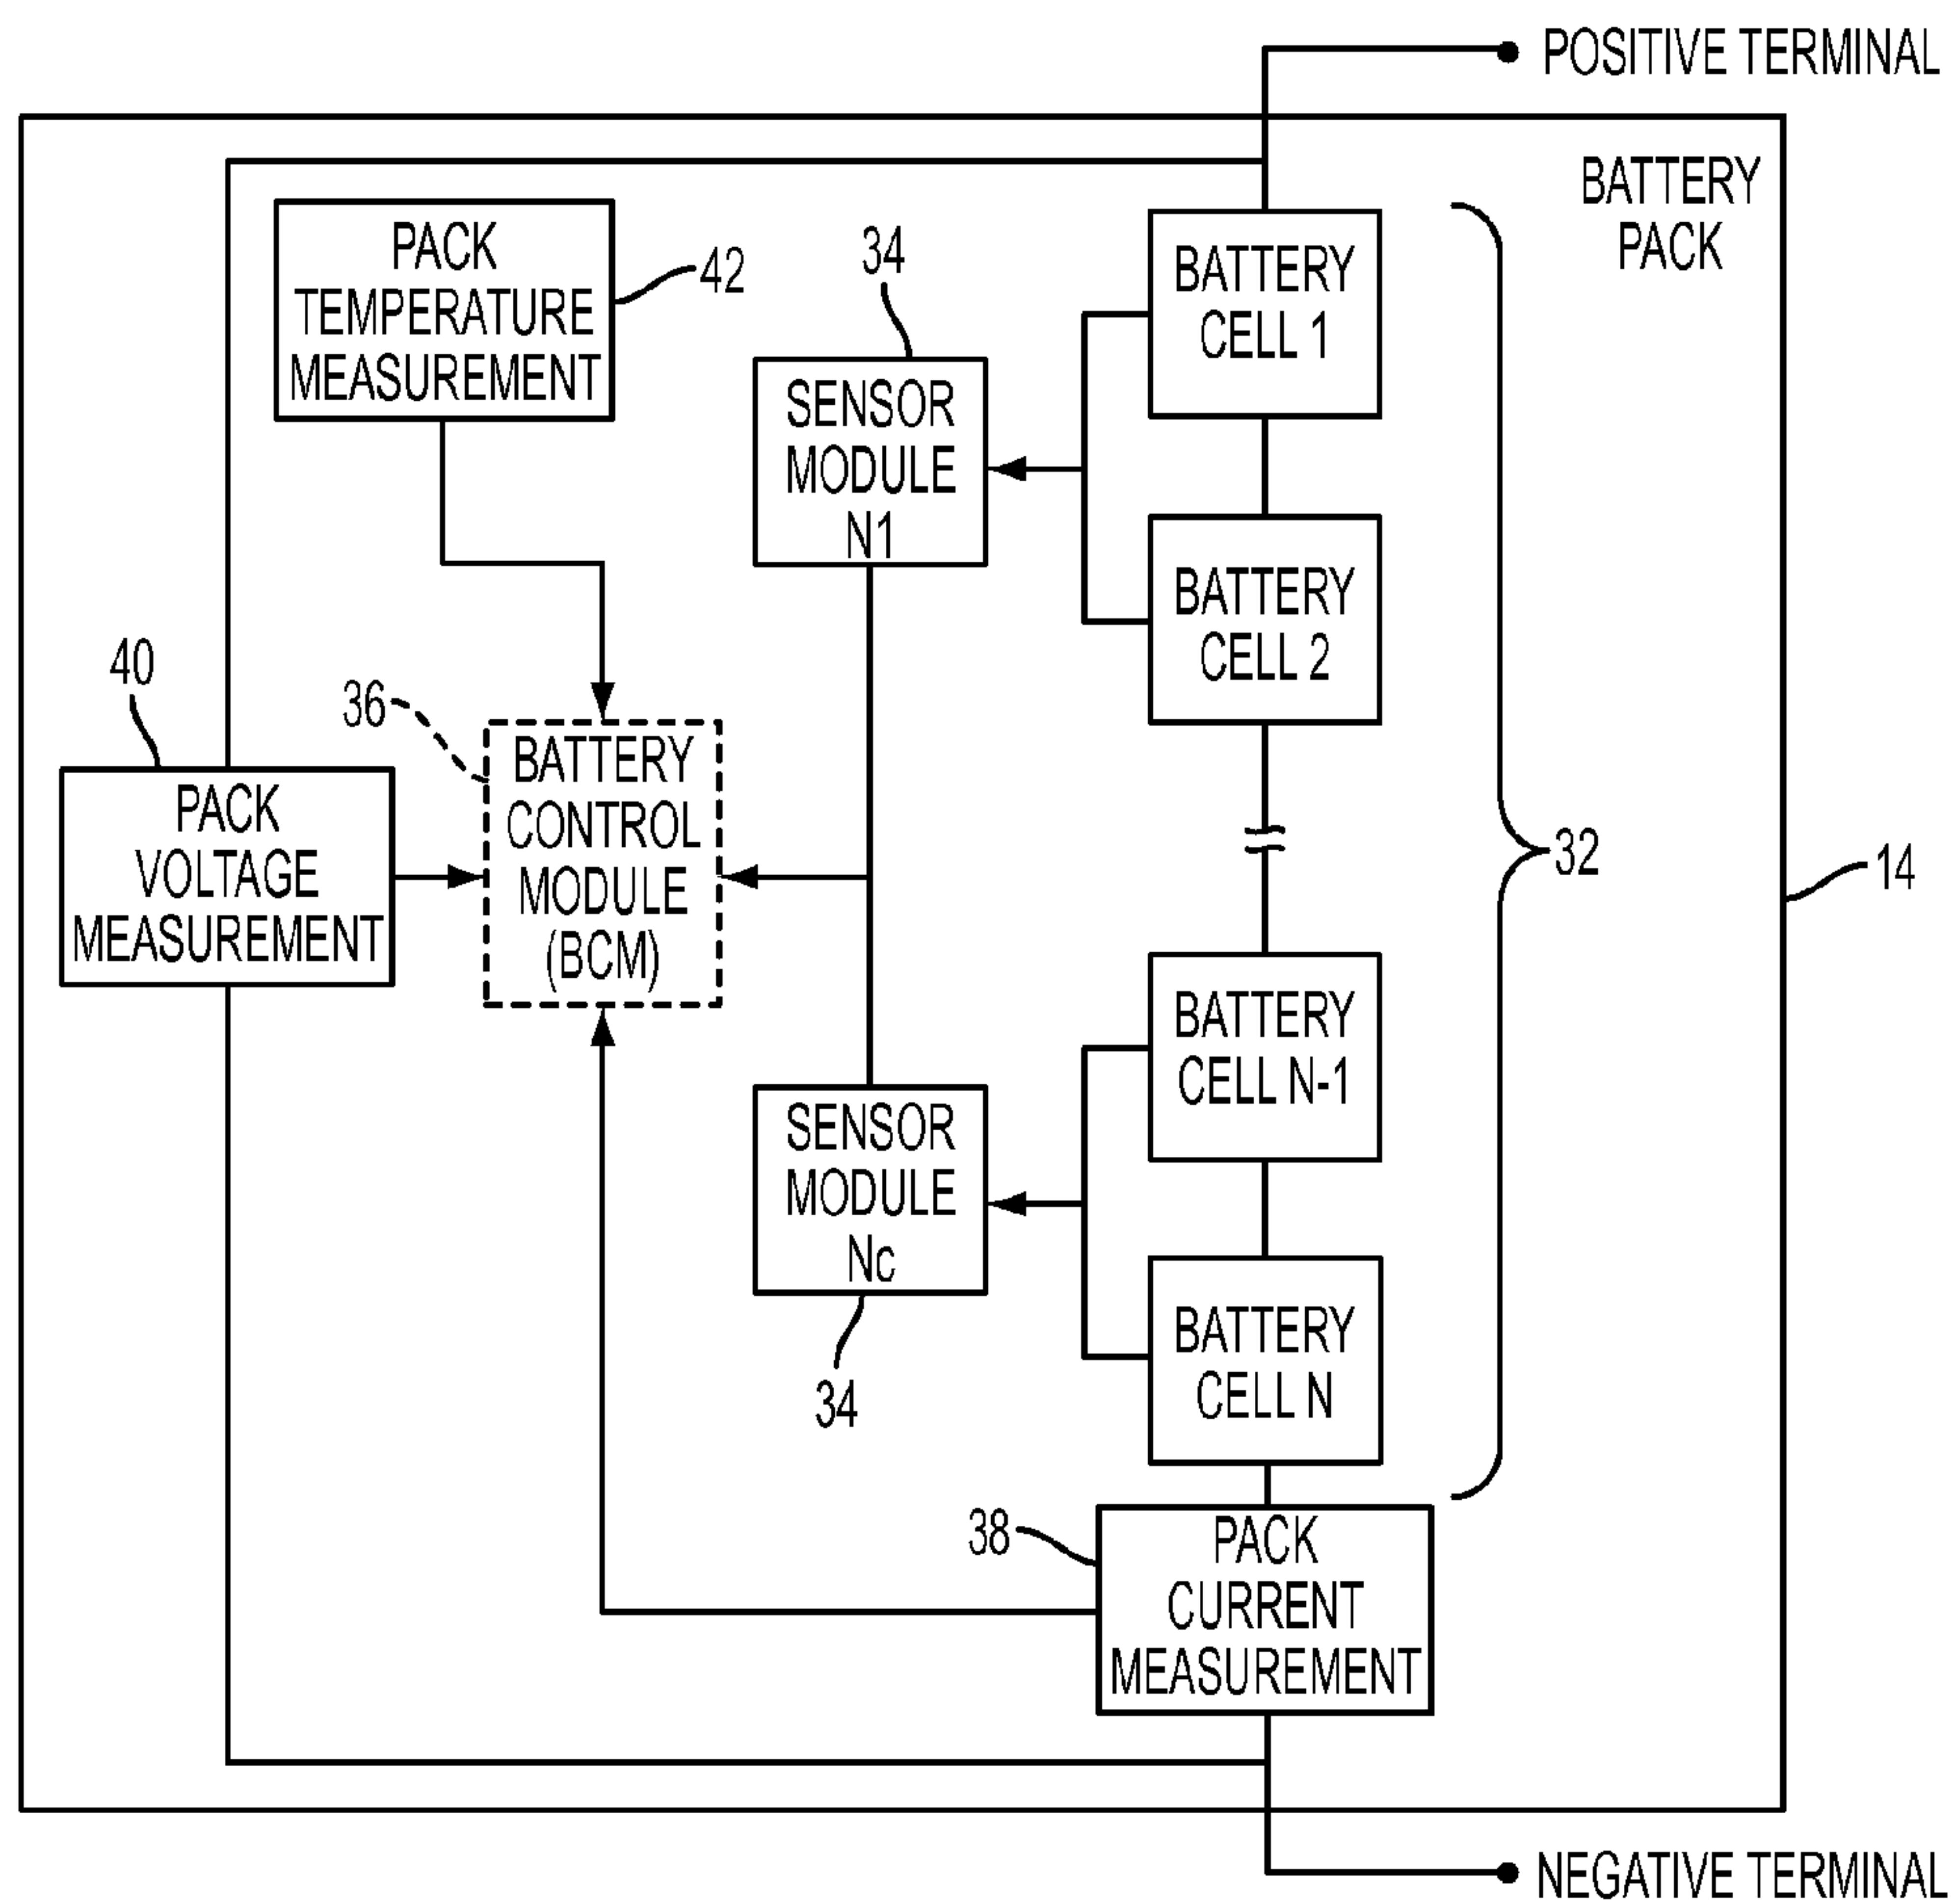 POSITIVE TERMINAL
BATTERY
PACK
PACK
TEMPERATURE
MEASUREMENT
42
34
SENSOR
MODULE
N1
BATTERY
CELL 1
BATTERY
CELL 2
40
PACK
VOLTAGE
MEASUREMENT
36
BATTERY
CONTROL
MODULE
(BCM)
32
14
SENSOR
MODULE
Nc
34
BATTERY
CELL N-1
BATTERY
CELL N
38
PACK
CURRENT
MEASUREMENT
NEGATIVE TERMINAL